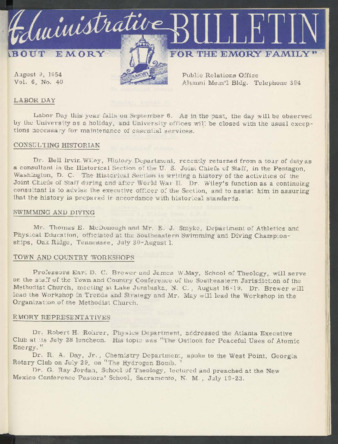 Administrative BULLETIN
"ABOUT EMORY FOR THE EMORY FAMILY"
EMORY
August 9, 1954 Public Relations Office
Vol. 6, No. 40 Alumni Mem'l Bldg. Telephone 384
LABOR DAY
Labor Day this year falls on September 6. As in the past, the day will be observed
by the University as a holiday, and University offices will be closed with the usual excep-
tions necessary for maintenance of essential services.
CONSULTING HISTORIAN
Dr. Bell Irvin Wiley, History Department, recently returned from a tour of duty as
a consultant in the Historical Section of the U. S. Joint Chiefs of Staff, in the Pentagon,
Washington, D. C. The Historical Section is writing a history of the activities of the
Joint Chiefs of Staff during and after World War II. Dr. Wiley's function as a continuing
consultant is to advise the executive officer of the Section, and to assist him in assuring
that the history is prepared in accordance with historical standards.
SWIMMING AND DIVING
Mr. Thomas E. McDonough and Mr. E. J. Smyke, Department of Athletics and
Physical Education, officiated at the Southeastern Swimming and Diving Champion-
ships, Oak Ridge, Tennessee, July 30-August 1.
TOWN AND COUNTRY WORKSHOPS
Professors Earl D. C. Brewer and James W. May, School of Theology, will serve
on the staff of the Town and Country Conference of the Southeastern Jurisdiction of the
Methodist Church, meeting at Lake Junaluska, N. C., August 16-19. Dr. Brewer will
lead the Workshop in Trends and Strategy and Mr. May will lead the Workshop in the
Organization of the Methodist Church.
EMORY REPRESENTATIVES
Dr. Robert H. Rohrer, Physics Department, addressed the Atlanta Executive
Club at its July 28 luncheon. His topic was "The Outlook for Peaceful Uses of Atomic
Energy."
Dr. R. A. Day, Jr., Chemistry Department, spoke to the West Point, Georgia
Rotary Club on July 29, on "The Hydrogen Bomb."
Dr. G. Ray Jordan, School of Theology, lectured and preached at the New
Mexico Conference Pastors' School, Sacramento, N. M., July 19-23.